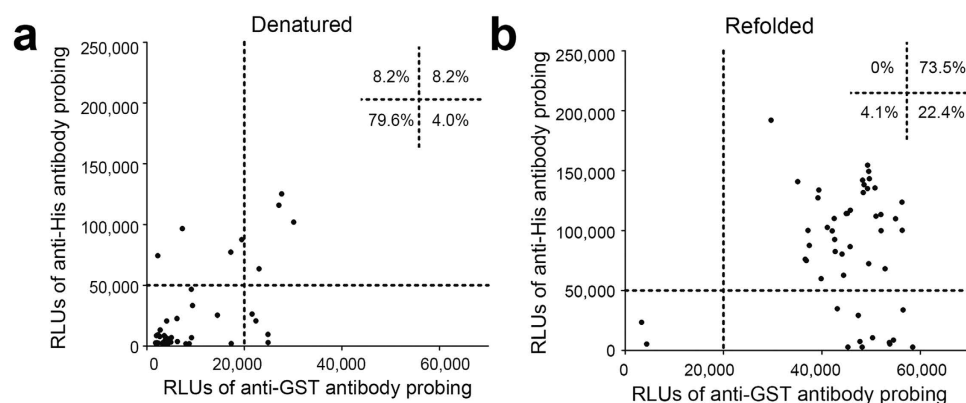 a
Denatured
RLUs of anti-His antibody probing
250,000
200,000
150,000
100,000
50,000
0
8.2% 8.2%
79.6% 4.0%
0 20,000 40,000 60,000
RLUs of anti-GST antibody probing
b
Refolded
RLUs of anti-His antibody probing
250,000
200,000
150,000
100,000
50,000
0
0% 73.5%
4.1% 22.4%
0 20,000 40,000 60,000
RLUs of anti-GST antibody probing